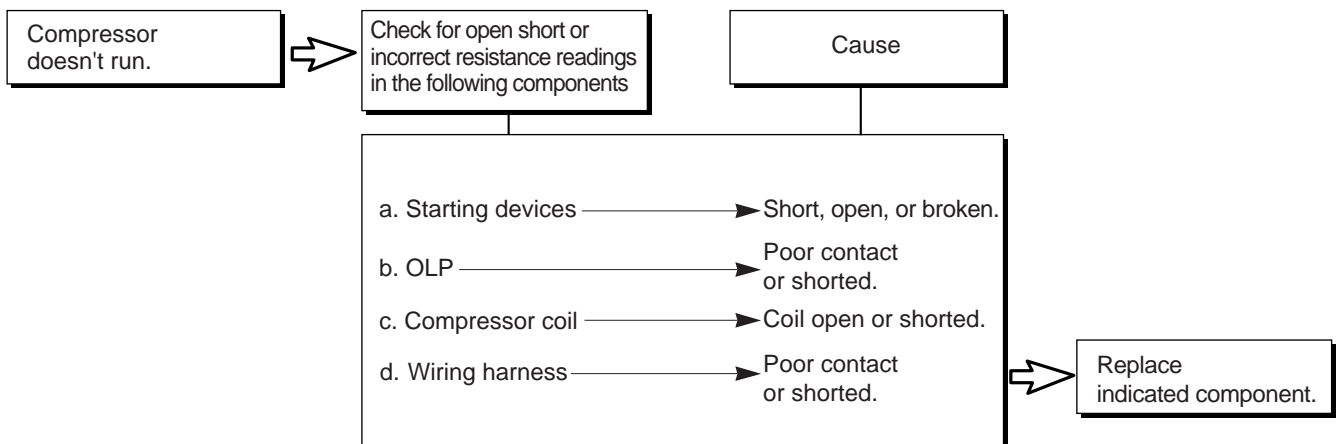 Compressor
doesn't run.
Check for open short or
incorrect resistance readings
in the following components
Cause
a. Starting devices
Short, open, or broken.
b. OLP
Poor contact
or shorted.
c. Compressor coil
Coil open or shorted.
d. Wiring harness
Poor contact
or shorted.
Replace
indicated component.